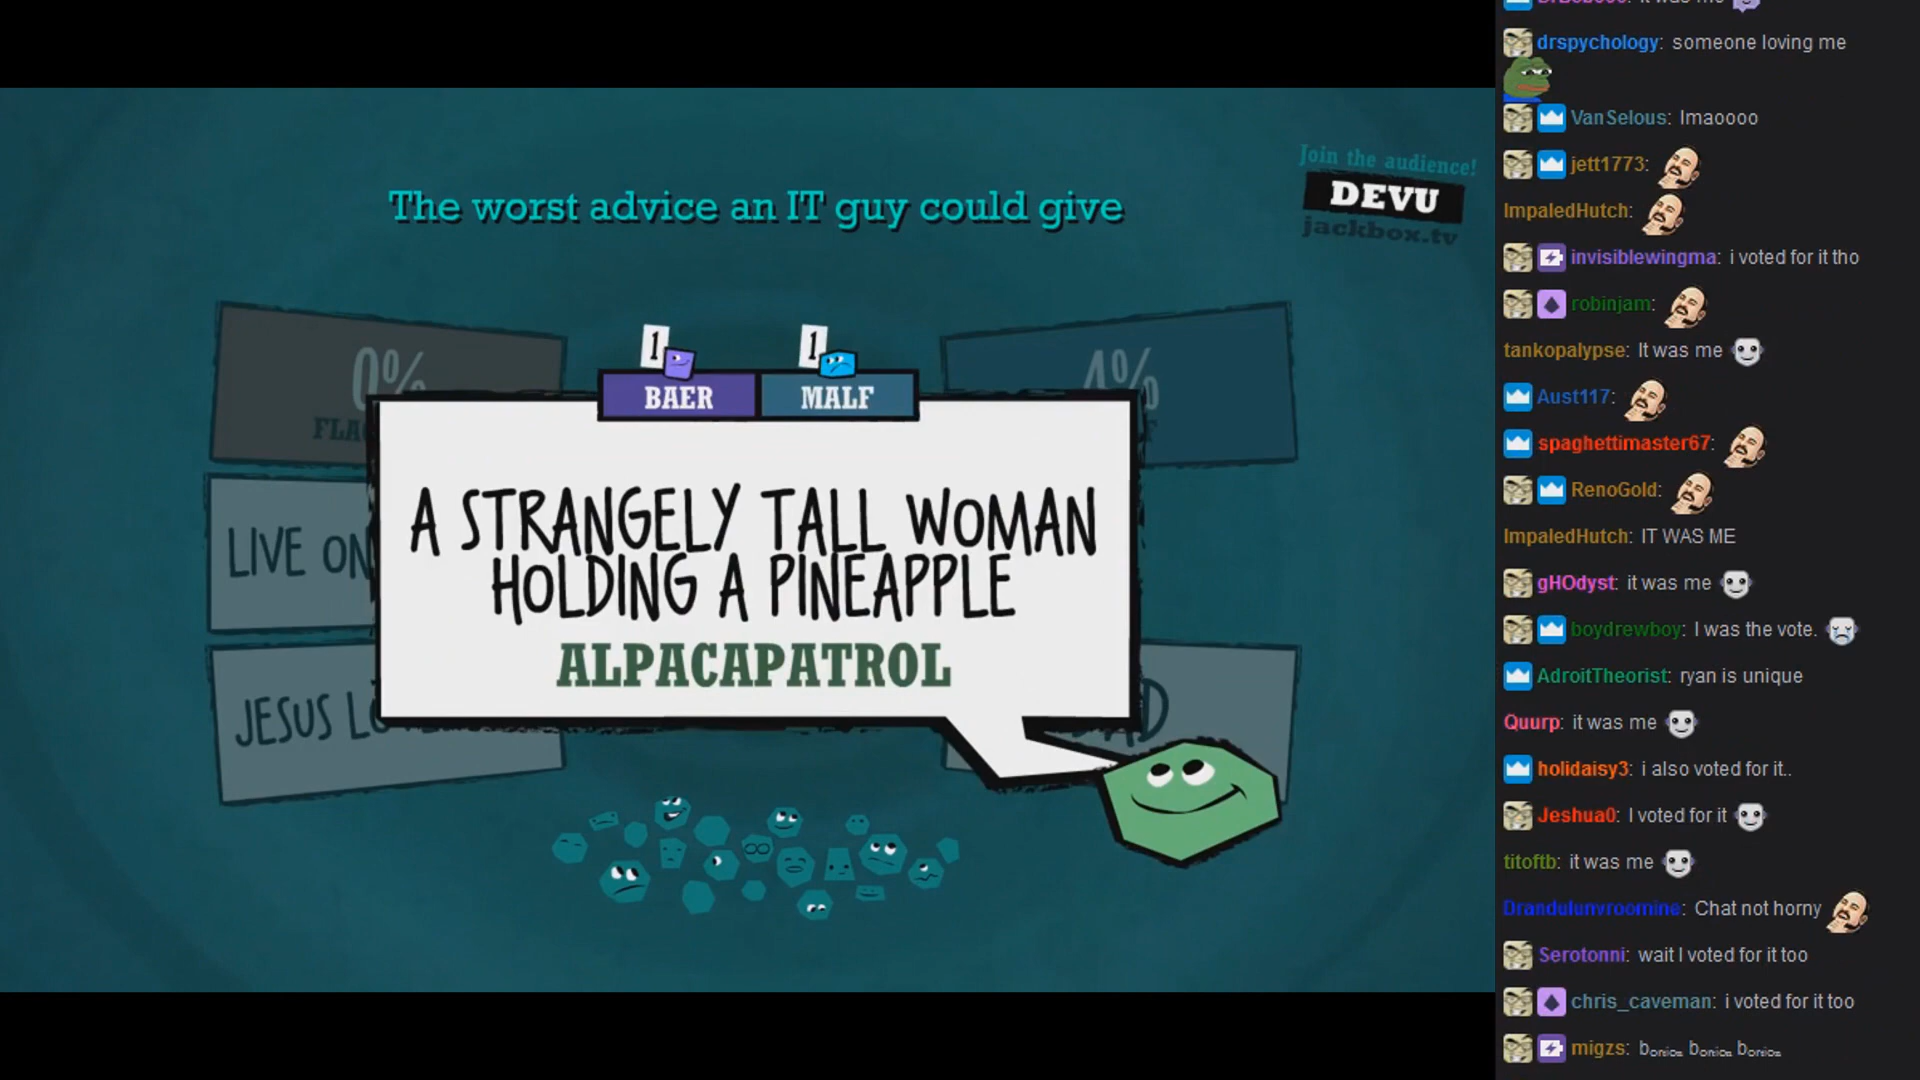 The worst advice an IT guy could give
Join the audience!
DEVU
jackbox.tv
0%
4%
1
1
BAER
MALF
A STRANGELY TALL WOMAN
HOLDING A PINEAPPLE
ALPACAPATROL
LIVE ON
JESUS
it was me
drspychology: someone loving me
VanSelous: lmaoooo
jett1773:
ImpaledHutch:
invisiblewingma: i voted for it tho
robinjam:
tankopalypse: It was me
Aust117:
spaghettimaster67:
RenoGold:
ImpaledHutch: IT WAS ME
gHOdyst: it was me
boydrewboy: I was the vote.
AdroitTheorist: ryan is unique
Quurp: it was me
holidaisy3: i also voted for it..
Jeshua0: I voted for it
titoftb: it was me
Drandulunvroomine: Chat not horny
Serotonni: wait I voted for it too
chris_caveman: i voted for it too
migzs: